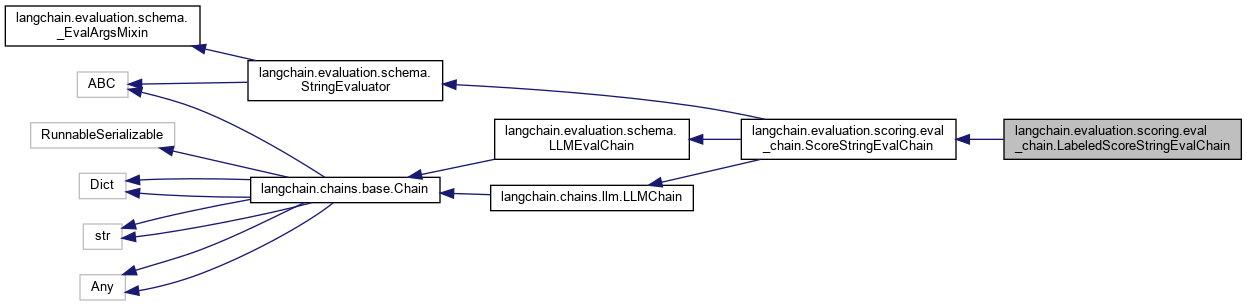 langchain.evaluation.schema.
_EvalArgsMixin
ABC
langchain.evaluation.schema.
StringEvaluator
RunnableSerializable
langchain.evaluation.schema.
LLMEvalChain
langchain.evaluation.scoring.eval
_chain.ScoreStringEvalChain
langchain.evaluation.scoring.eval
_chain.LabeledScoreStringEvalChain
Dict
langchain.chains.base.Chain
langchain.chains.llm.LLMChain
str
Any